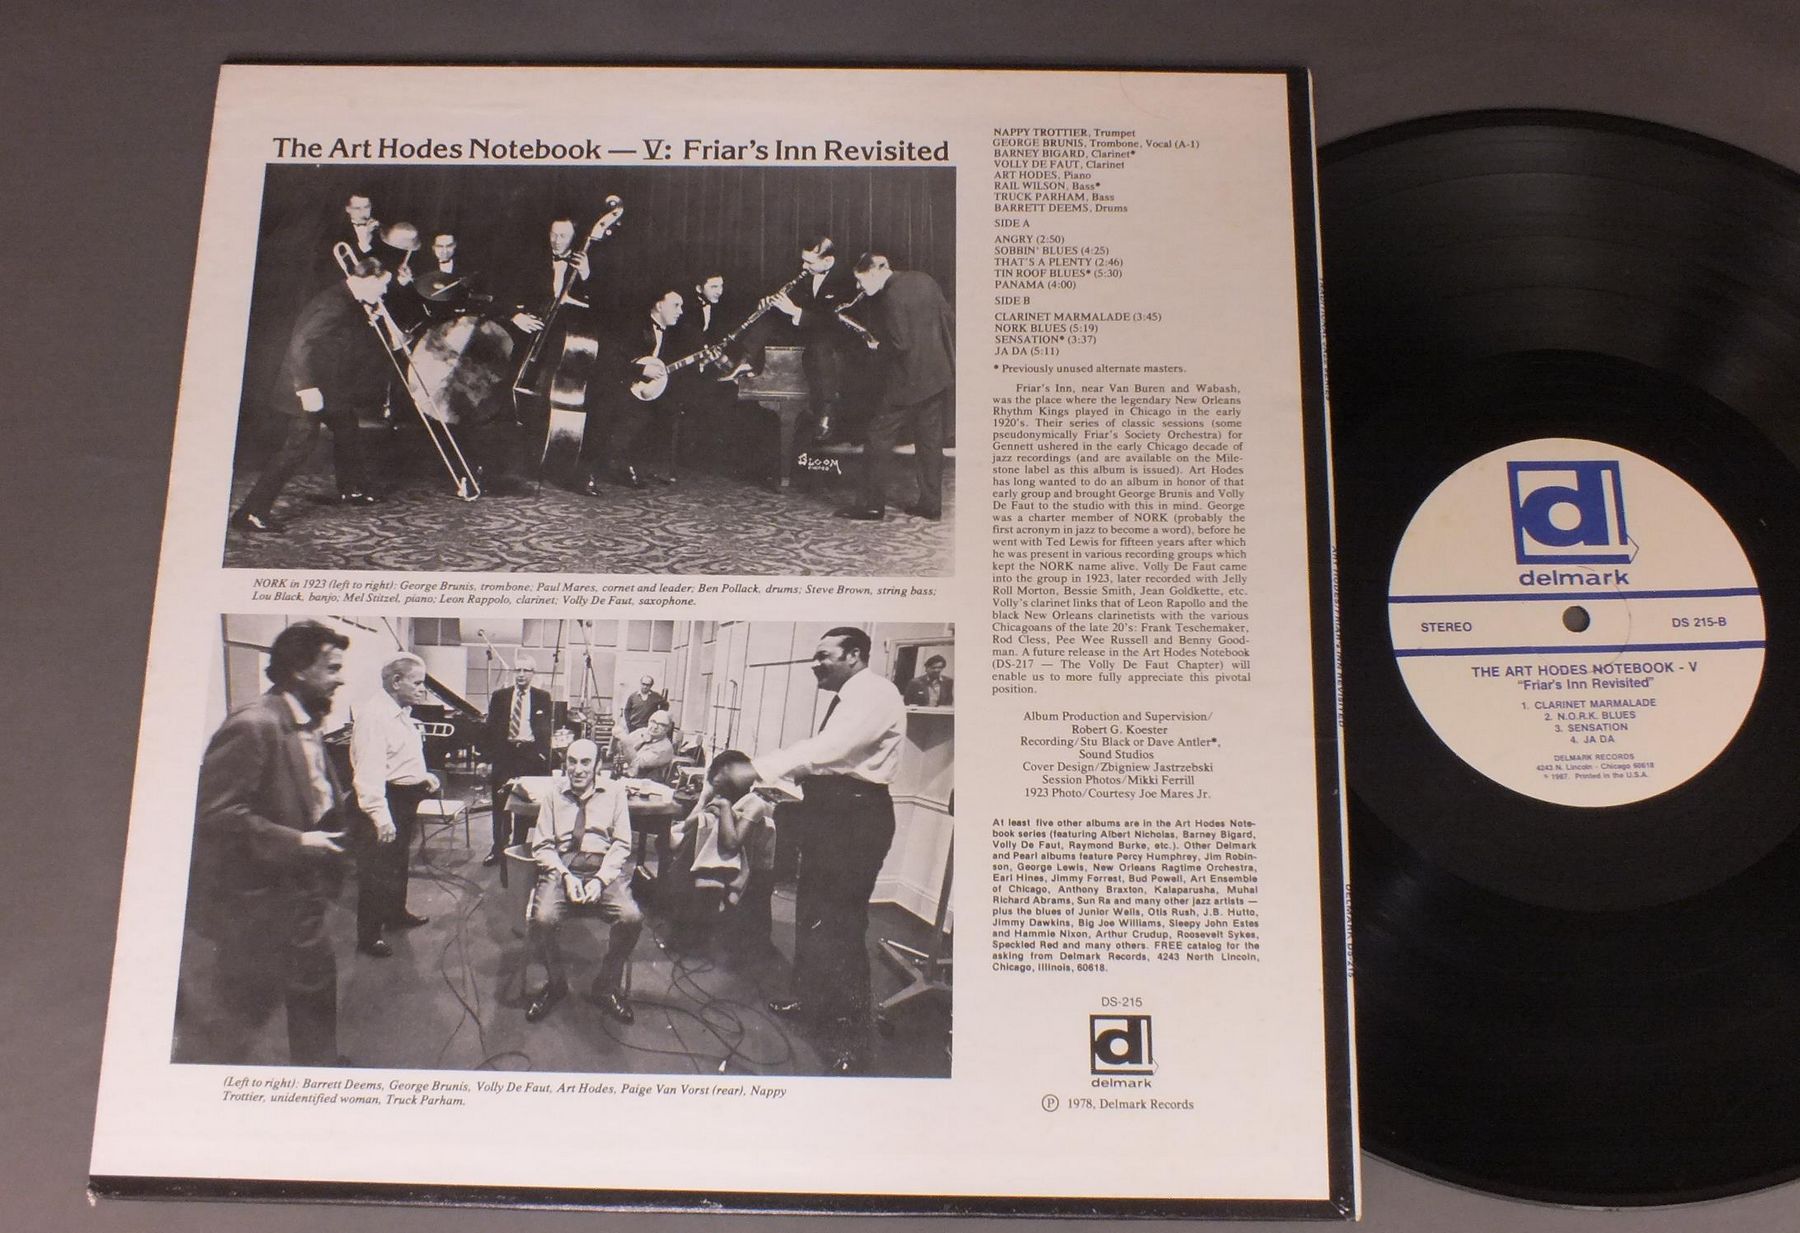 The Art Hodes Notebook — V: Friar's Inn Revisited
BLOOM
NORK in 1923 (left to right): George Brunis, trombone; Paul Mares, cornet and leader; Ben Pollack, drums; Steve Brown, string bass;
Lou Black, banjo; Mel Stitzel, piano; Leon Rappolo, clarinet; Volly De Faut, saxophone.
(Left to right): Barrett Deems, George Brunis, Volly De Faut, Art Hodes, Paige Van Vorst (rear), Nappy
Trottier, unidentified woman, Truck Parham.
NAPPY TROTTIER, Trumpet
GEORGE BRUNIS, Trombone, Vocal (A-1)
BARNEY BIGARD, Clarinet*
VOLLY DE FAUT, Clarinet
ART HODES, Piano
RAIL WILSON, Bass*
TRUCK PARHAM, Bass
BARRETT DEEMS, Drums
SIDE A
ANGRY (2:50)
SOBBIN' BLUES (4:25)
THAT'S A PLENTY (2:46)
TIN ROOF BLUES* (5:30)
PANAMA (4:00)
SIDE B
CLARINET MARMALADE (3:45)
NORK BLUES (5:19)
SENSATION* (3:37)
JA DA (5:11)
* Previously unused alternate masters.
Friar's Inn, near Van Buren and Wabash,
was the place where the legendary New Orleans
Rhythm Kings played in Chicago in the early
1920's. Their series of classic sessions (some
pseudonymically Friar's Society Orchestra) for
Gennett ushered in the early Chicago decade of
jazz recordings (and are available on the Mile-
stone label as this album is issued). Art Hodes
has long wanted to do an album in honor of that
early group and brought George Brunis and Volly
De Faut to the studio with this in mind. George
was a charter member of NORK (probably the
first acronym in jazz to become a word), before he
went with Ted Lewis for fifteen years after which
he was present in various recording groups which
kept the NORK name alive. Volly De Faut came
into the group in 1923, later recorded with Jelly
Roll Morton, Bessie Smith, Jean Goldkette, etc.
Volly's clarinet links that of Leon Rapollo and the
black New Orleans clarinetists with the various
Chicagoans of the late 20's: Frank Teschemaker,
Rod Cless, Pee Wee Russell and Benny Good-
man. A future release in the Art Hodes Notebook
(DS-217 — The Volly De Faut Chapter) will
enable us to more fully appreciate this pivotal
position.
Album Production and Supervision/
Robert G. Koester
Recording/Stu Black or Dave Antler*,
Sound Studios
Cover Design/Zbigniew Jastrzebski
Session Photos/Mikki Ferrill
1923 Photo/Courtesy Joe Mares Jr.
At least five other albums are in the Art Hodes Note-
book series (featuring Albert Nicholas, Barney Bigard,
Volly De Faut, Raymond Burke, etc.). Other Delmark
and Pearl albums feature Percy Humphrey, Jim Robin-
son, George Lewis, New Orleans Ragtime Orchestra,
Earl Hines, Jimmy Forrest, Bud Powell, Art Ensemble
of Chicago, Anthony Braxton, Kalaparusha, Muhal
Richard Abrams, Sun Ra and many other jazz artists —
plus the blues of Junior Wells, Otis Rush, J.B. Hutto,
Jimmy Dawkins, Big Joe Williams, Sleepy John Estes
and Hammie Nixon, Arthur Crudup, Roosevelt Sykes,
Speckled Red and many others. FREE catalog for the
asking from Delmark Records, 4243 North Lincoln,
Chicago, Illinois, 60618.
DS-215
d
delmark
Ⓟ 1978, Delmark Records
d
delmark
STEREO
DS 215-B
THE ART HODES NOTEBOOK - V
"Friar's Inn Revisited"
1. CLARINET MARMALADE
2. N.O.R.K. BLUES
3. SENSATION
4. JA DA
DELMARK RECORDS
4243 N. Lincoln - Chicago 60618
1967. Printed in the U.S.A.